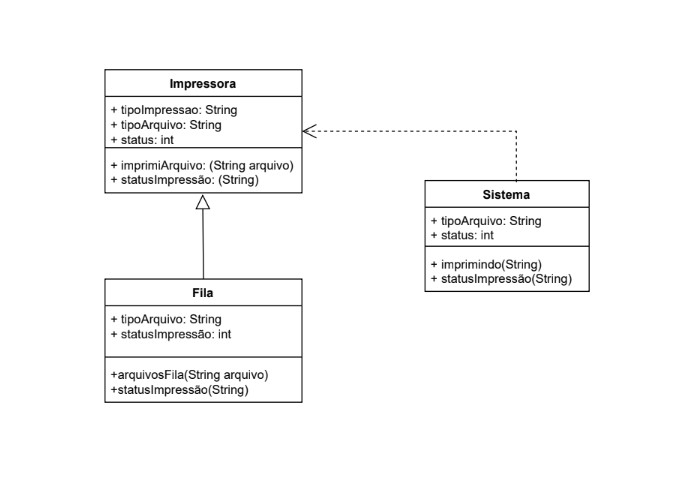 Impressora
+ tipoImpressao: String
+ tipoArquivo: String
+ status: int
+ imprimiArquivo: (String arquivo)
+ statusImpressão: (String)
Sistema
+ tipoArquivo: String
+ status: int
+ imprimindo(String)
+ statusImpressão(String)
Fila
+ tipoArquivo: String
+ statusImpressão: int
+arquivosFila(String arquivo)
+statusImpressão(String)